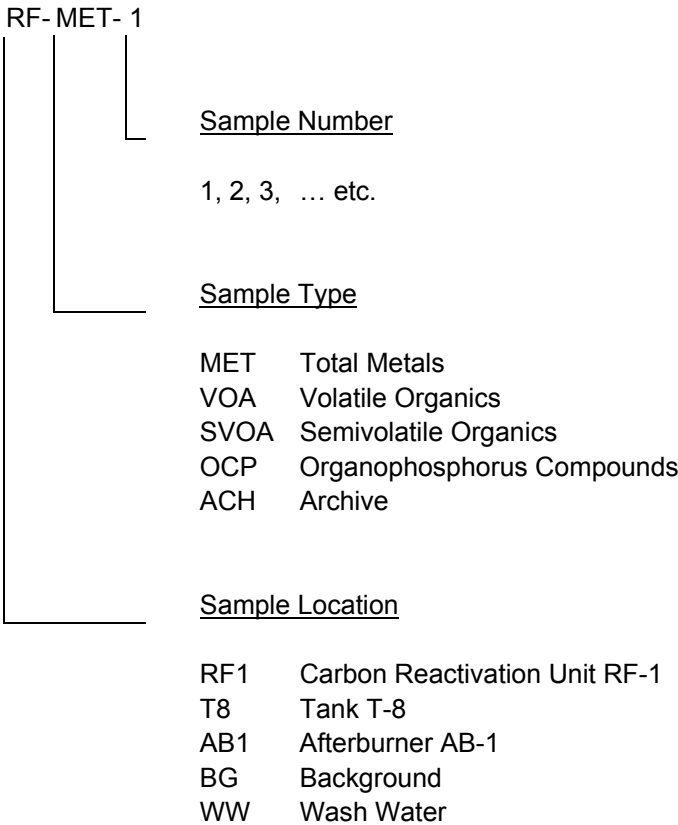 RF- MET- 1
Sample Number
1, 2, 3, … etc.
Sample Type
MET Total Metals
VOA Volatile Organics
SVOA Semivolatile Organics
OCP Organophosphorus Compounds
ACH Archive
Sample Location
RF1 Carbon Reactivation Unit RF-1
T8 Tank T-8
AB1 Afterburner AB-1
BG Background
WW Wash Water